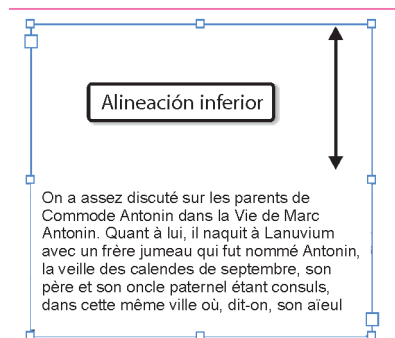 Alineación inferior
On a assez discuté sur les parents de
Commode Antonin dans la Vie de Marc
Antonin. Quant à lui, il naquit à Lanuvium
avec un frère jumeau qui fut nommé Antonin,
la veille des calendes de septembre, son
père et son oncle paternel étant consuls,
dans cette même ville où, dit-on, son aïeul